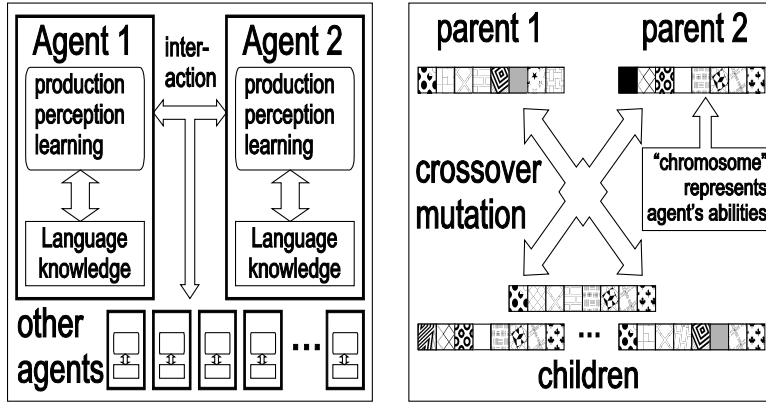 Agent 1
inter-
action
Agent 2
production
perception
learning
production
perception
learning
Language
knowledge
Language
knowledge
other
agents
...
parent 1
parent 2
crossover
mutation
“chromosome”
represents
agent’s abilities
...
children